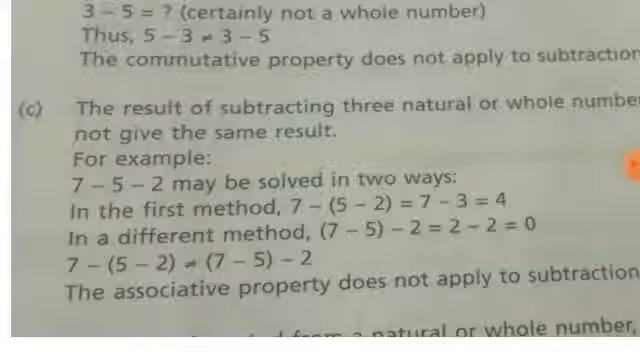 3 – 5 = ? (certainly not a whole number)
Thus, 5 – 3 ≠ 3 – 5
The commutative property does not apply to subtraction
(c) The result of subtracting three natural or whole number
not give the same result.
For example:
7 – 5 – 2 may be solved in two ways:
In the first method, 7 – (5 – 2) = 7 – 3 = 4
In a different method, (7 – 5) – 2 = 2 – 2 = 0
7 – (5 – 2) ≠ (7 – 5) – 2
The associative property does not apply to subtraction
from a natural or whole number,